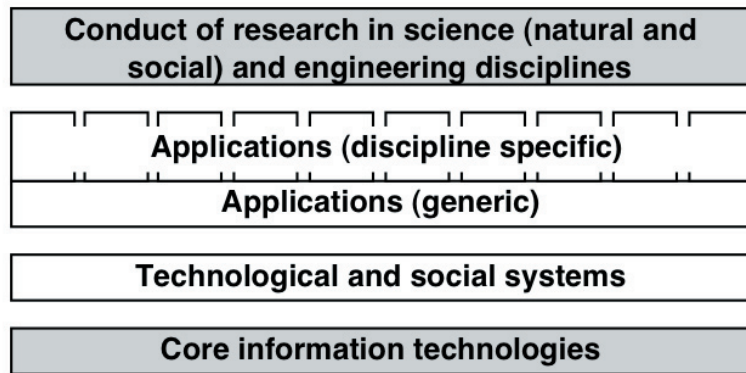 Conduct of research in science (natural and
social) and engineering disciplines
Applications (discipline specific)
Applications (generic)
Technological and social systems
Core information technologies